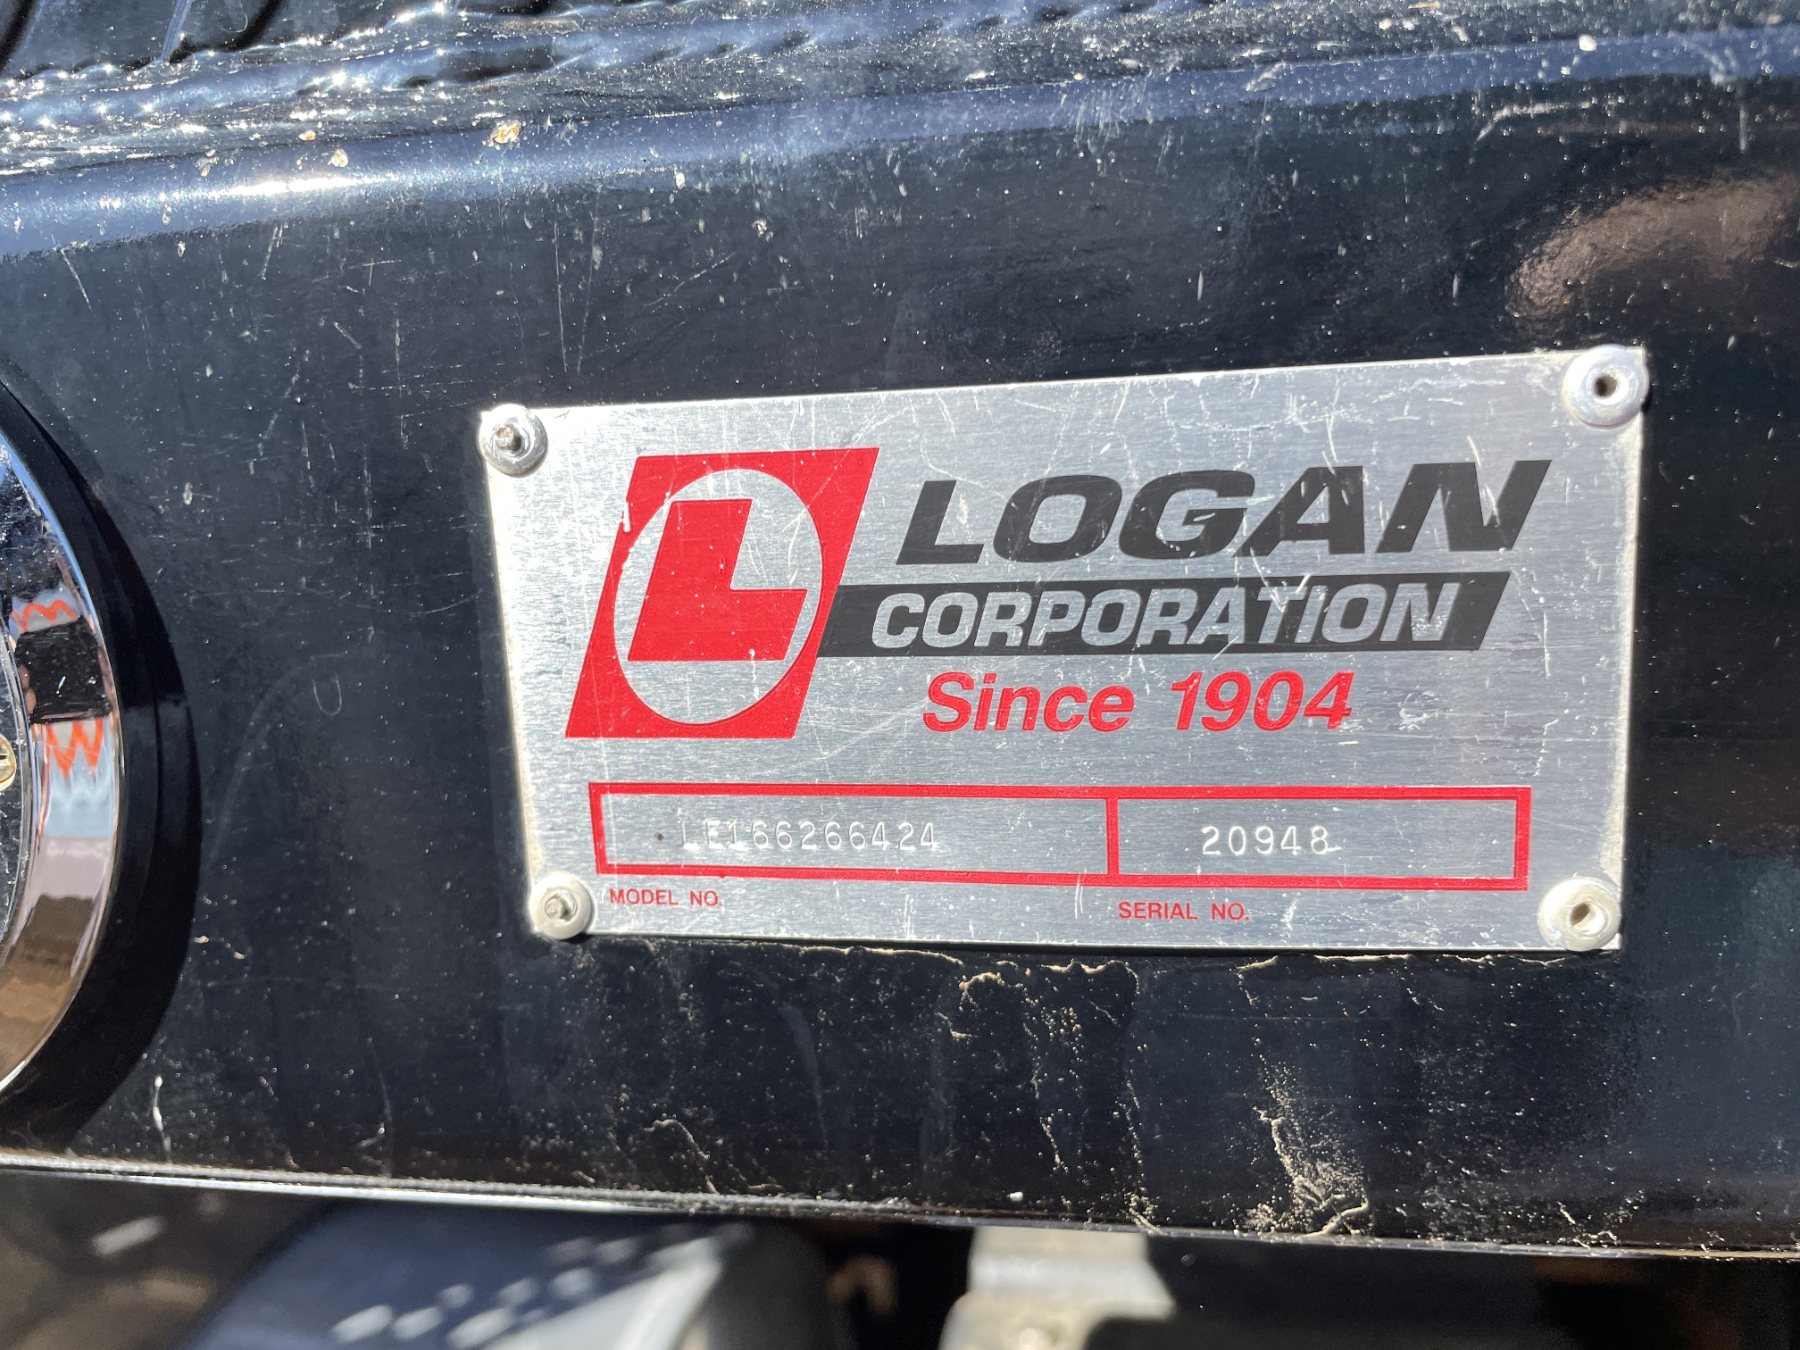 L
LOGAN
CORPORATION
Since 1904
LE166266424
20948
MODEL NO.
SERIAL NO.